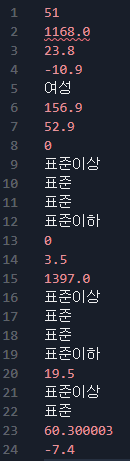 1 51
2 1168.0
3 23.8
4 -10.9
5 여성
6 156.9
7 52.9
8 0
9 표준이상
10 표준
11 표준
12 표준이하
13 0
14 3.5
15 1397.0
16 표준이상
17 표준
18 표준
19 표준이하
20 19.5
21 표준이상
22 표준
23 60.300003
24 -7.4